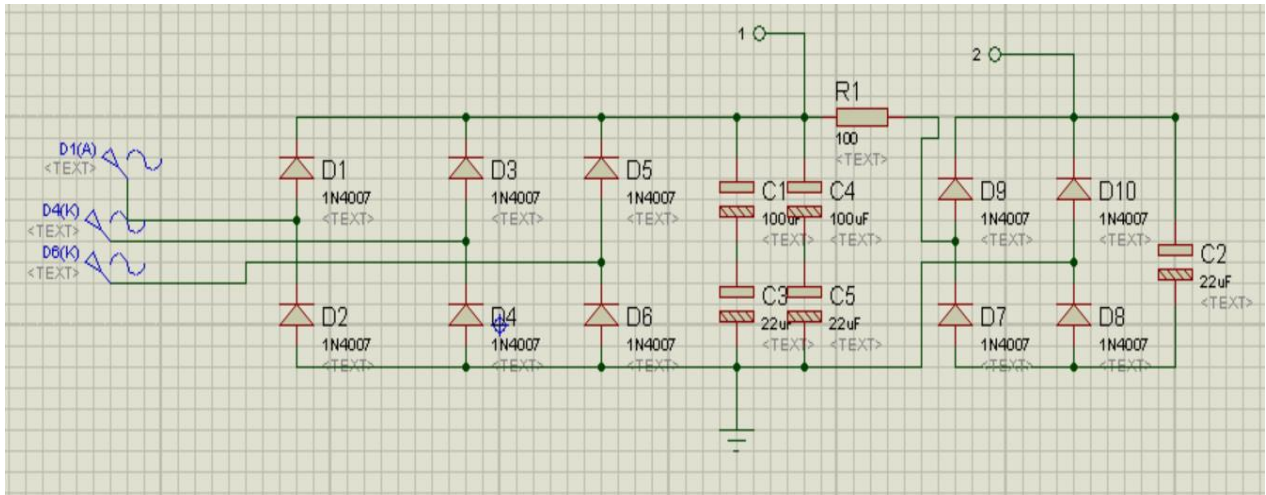 1
2
R1
100
<TEXT>
D1(A)
<TEXT>
D4(K)
<TEXT>
D6(K)
<TEXT>
D1
1N4007
<TEXT>
D3
1N4007
<TEXT>
D5
1N4007
<TEXT>
C1
100uF
<TEXT>
C4
100uF
<TEXT>
D9
1N4007
<TEXT>
D10
1N4007
<TEXT>
C2
22uF
<TEXT>
D2
1N4007
<TEXT>
D4
1N4007
<TEXT>
D6
1N4007
<TEXT>
C3
22uF
<TEXT>
C5
22uF
<TEXT>
D7
1N4007
<TEXT>
D8
1N4007
<TEXT>